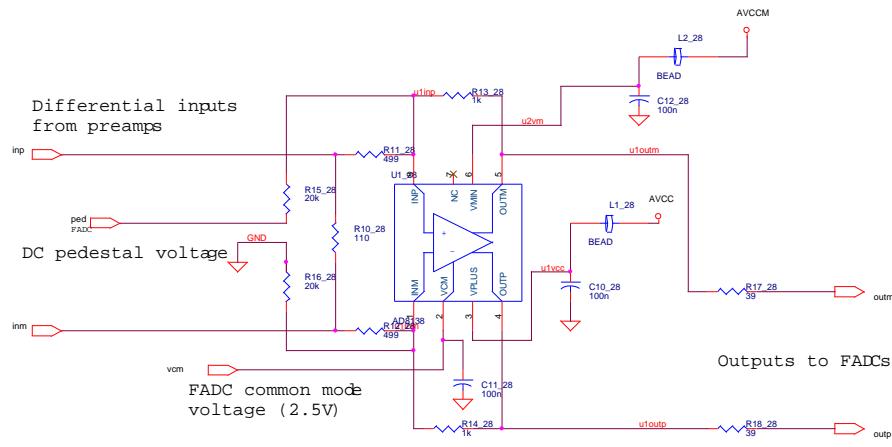 AVCCM
L2_28
BEAD
C12_28
100n
u1inp
R13_28
1k
u2vm
Differential inputs
from preamps
inp
R11_28
499
u1outm
8
7
6
5
INP
NC
VMIN
OUTM
R15_28
20k
ped
FADC
R10_28
110
DC pedestal voltage
GND
R16_28
20k
L1_28
AVCC
BEAD
u1vcc
C10_28
100n
INM
VCM
VPLUS
OUTP
R17_28
39
outm
inm
AD8138
499
1
2
3
4
vcm
FADC common mode
voltage (2.5V)
C11_28
100n
Outputs to FADCs
R14_28
1k
u1outp
R18_28
39
outp